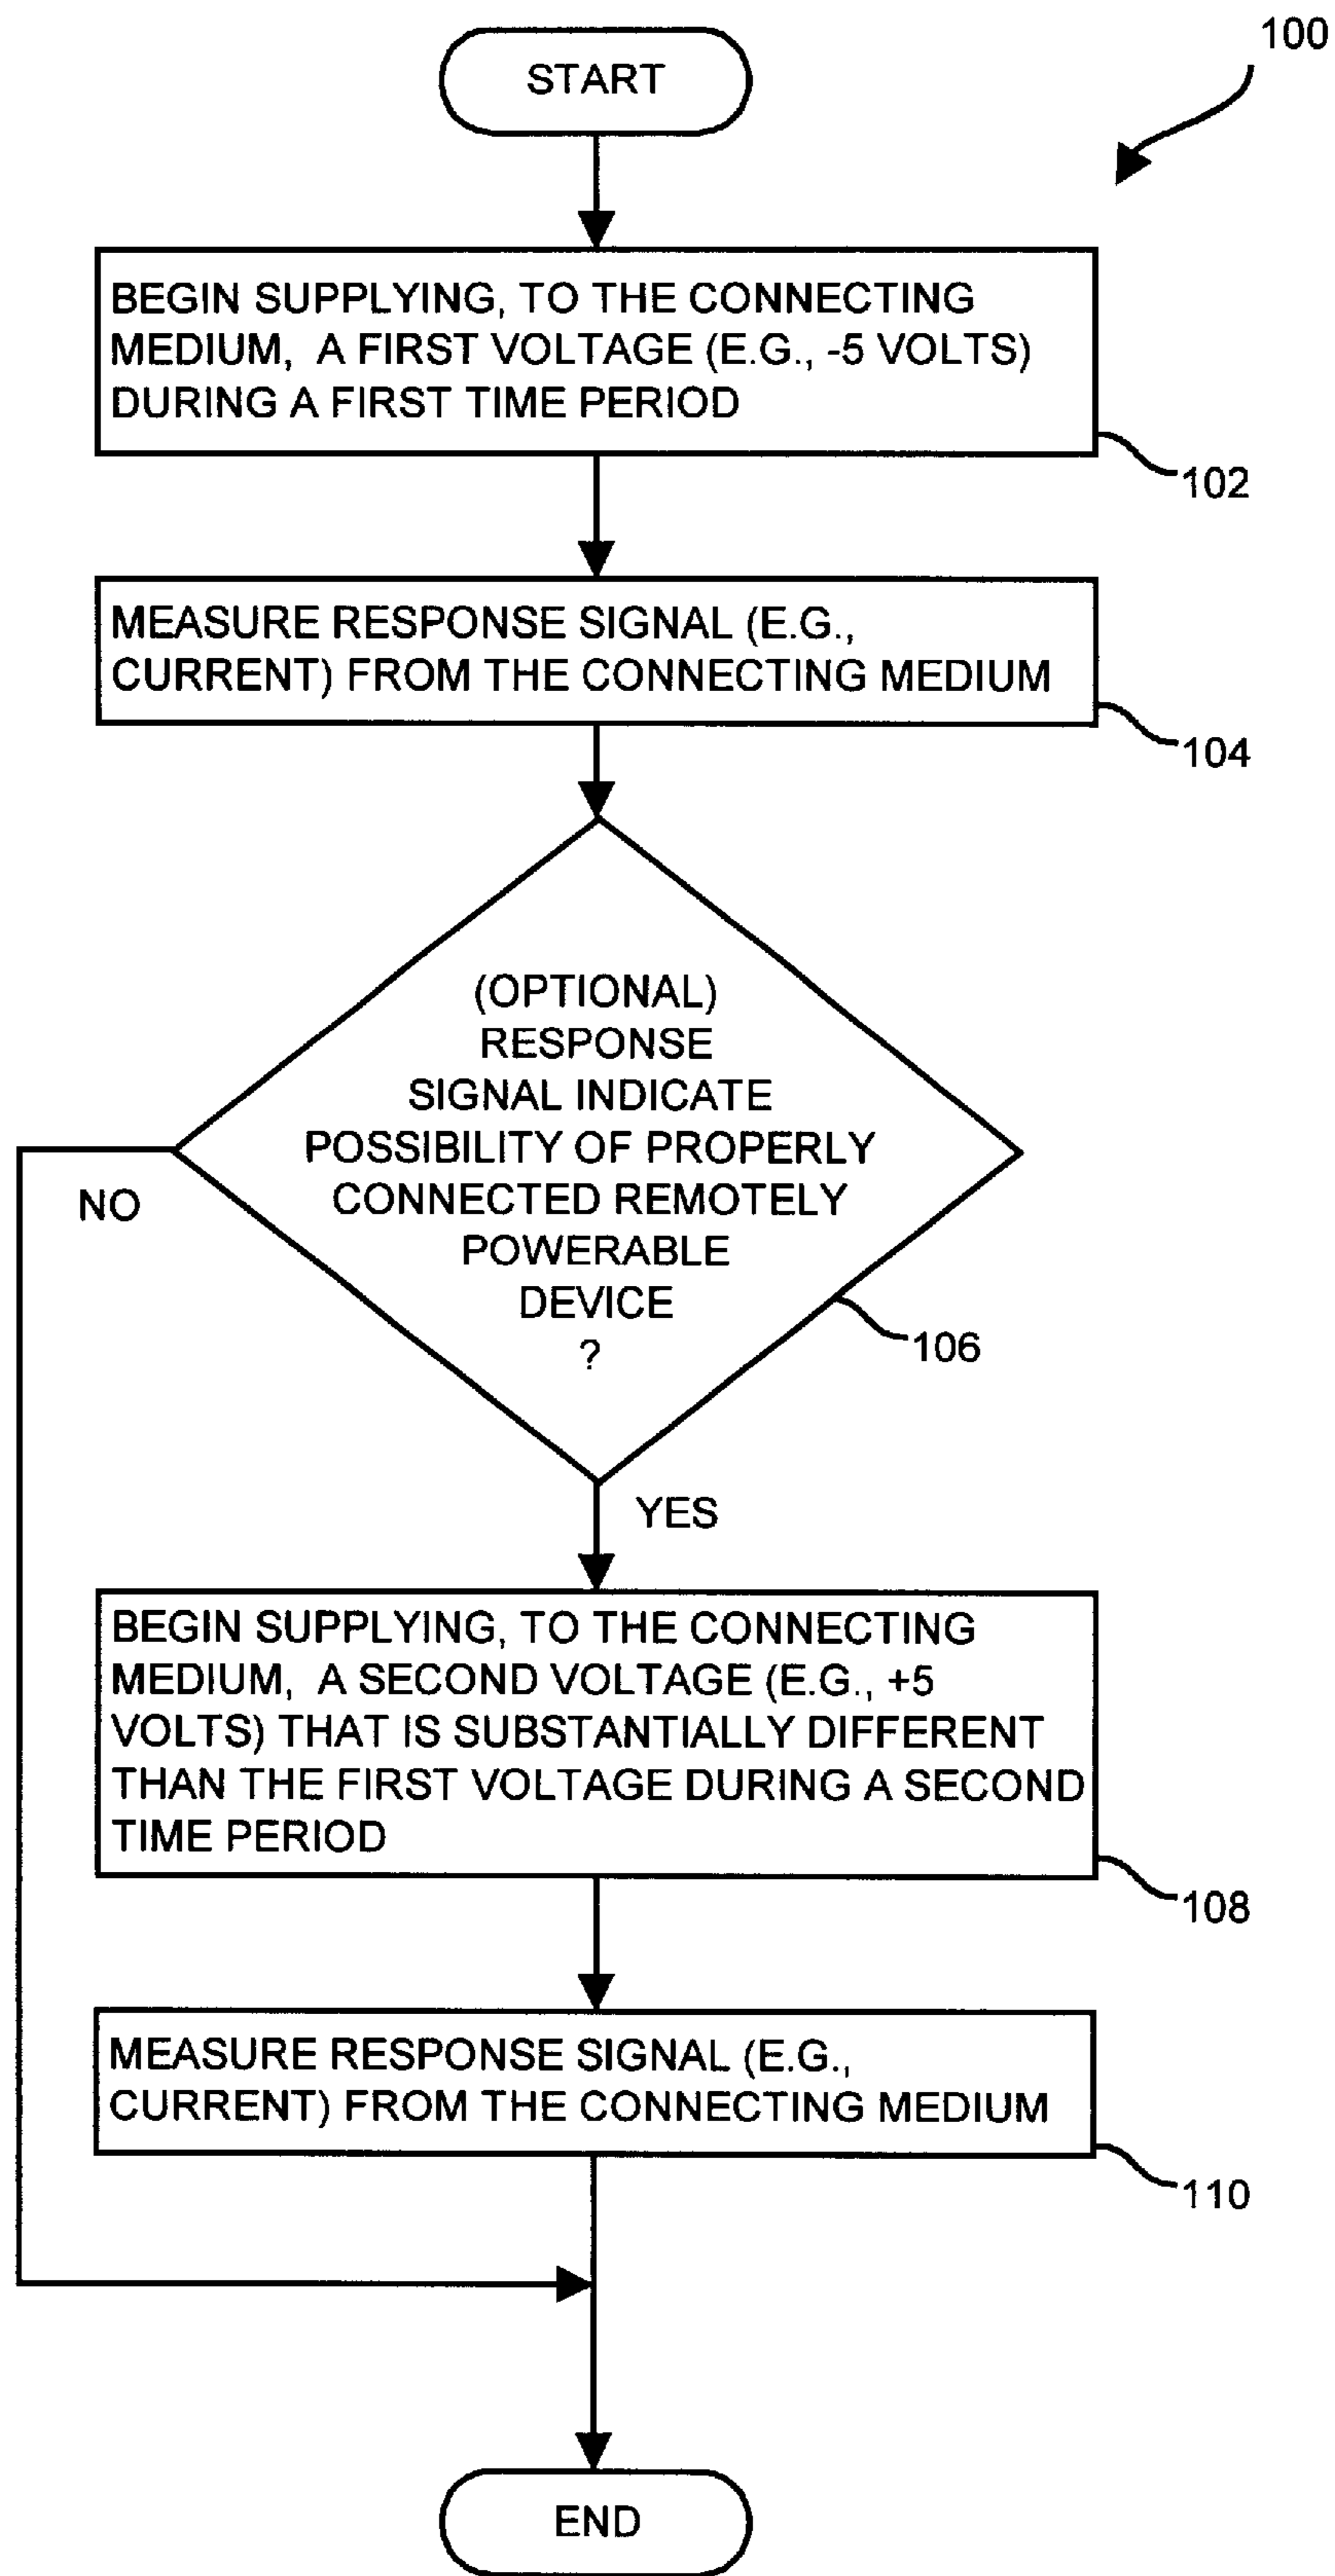 100
START
BEGIN SUPPLYING, TO THE CONNECTING
MEDIUM, A FIRST VOLTAGE (E.G., -5 VOLTS)
DURING A FIRST TIME PERIOD
102
MEASURE RESPONSE SIGNAL (E.G.,
CURRENT) FROM THE CONNECTING MEDIUM
104
(OPTIONAL)
RESPONSE
SIGNAL INDICATE
POSSIBILITY OF PROPERLY
CONNECTED REMOTELY
POWERABLE
DEVICE
?
NO
106
YES
BEGIN SUPPLYING, TO THE CONNECTING
MEDIUM, A SECOND VOLTAGE (E.G., +5
VOLTS) THAT IS SUBSTANTIALLY DIFFERENT
THAN THE FIRST VOLTAGE DURING A SECOND
TIME PERIOD
108
MEASURE RESPONSE SIGNAL (E.G.,
CURRENT) FROM THE CONNECTING MEDIUM
110
END